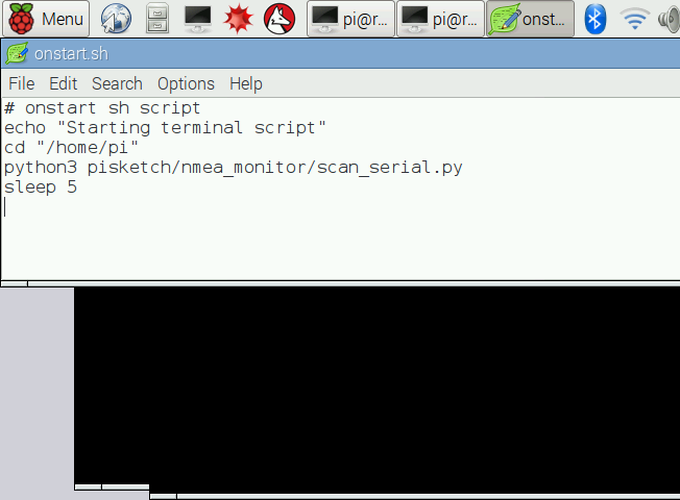 Menu
pi@r...
pi@r...
onst...
onstart.sh
File Edit Search Options Help
# onstart sh script
echo "Starting terminal script"
cd "/home/pi"
python3 pisketch/nmea_monitor/scan_serial.py
sleep 5